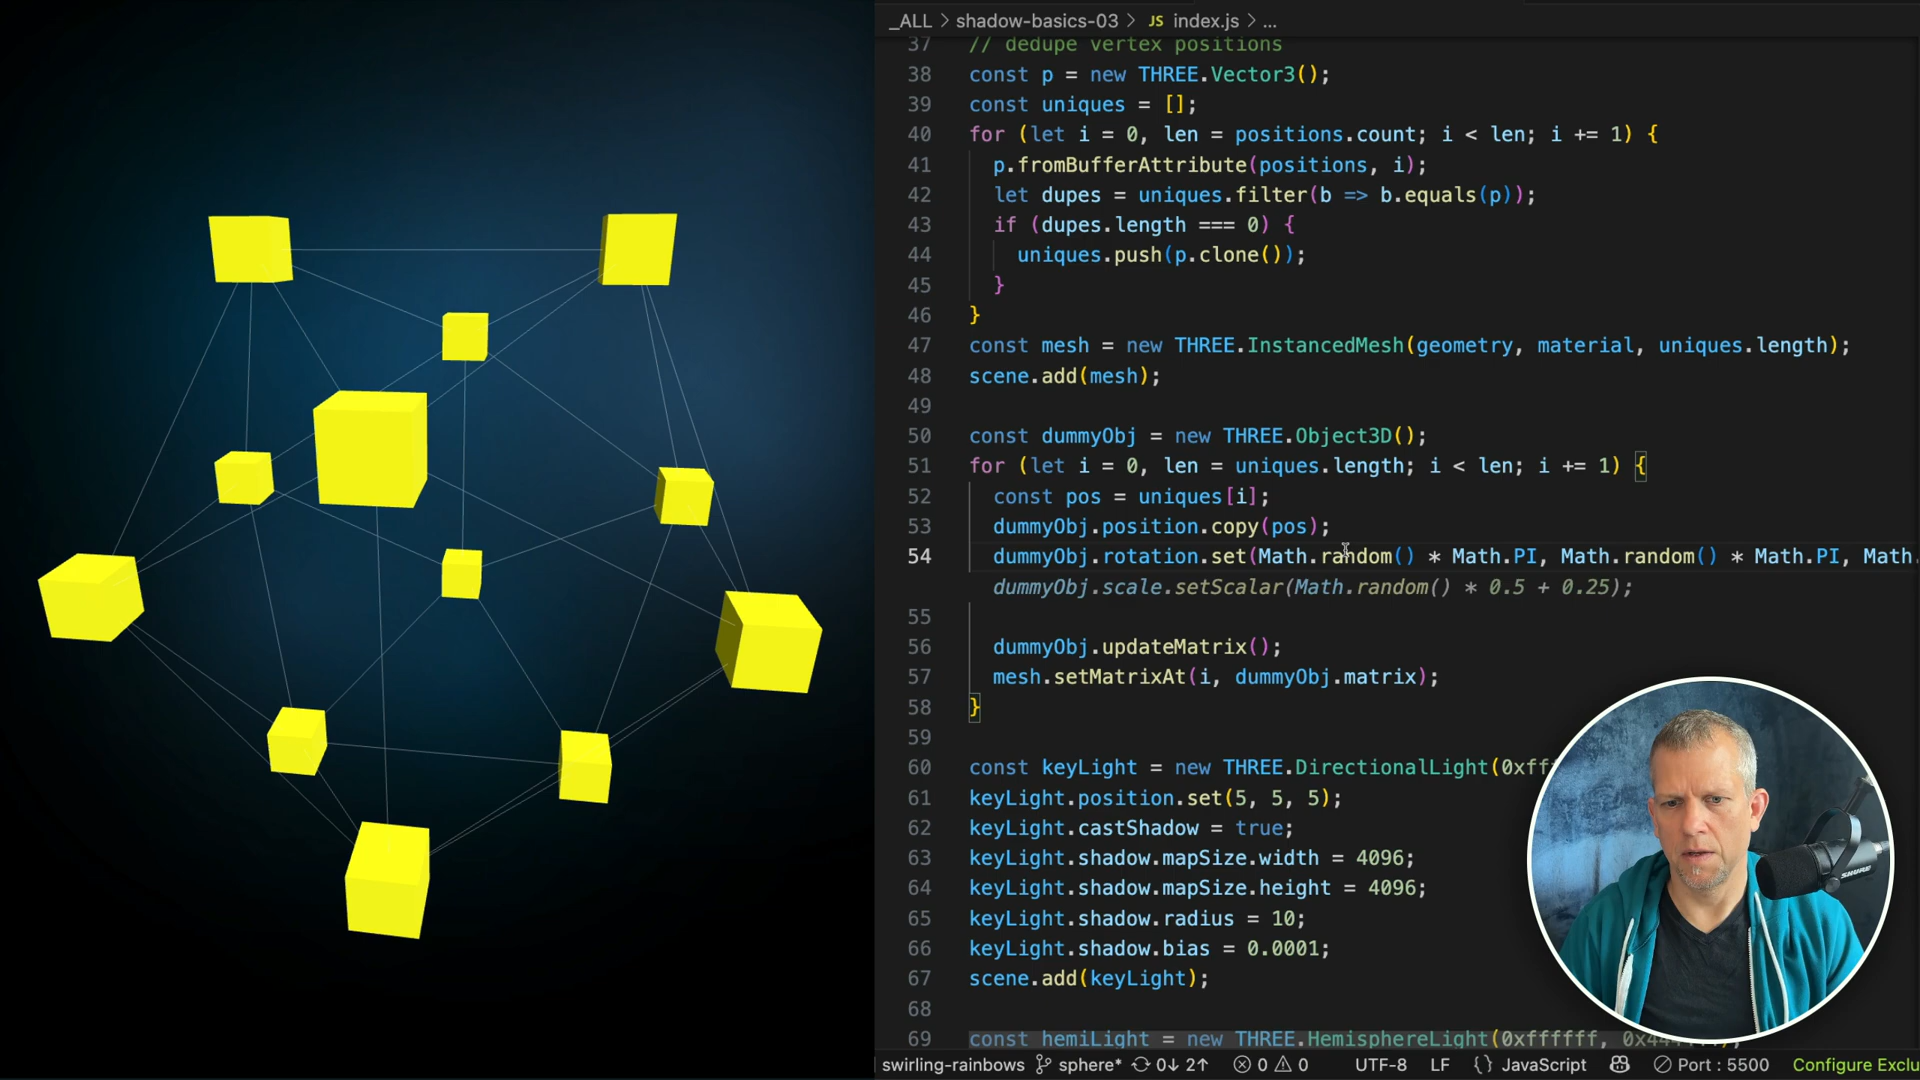 _ALL > shadow-basics-03 > JS index.js > ...
37 // dedupe vertex positions
38 const p = new THREE.Vector3();
39 const uniques = [];
40 for (let i = 0, len = positions.count; i < len; i += 1) {
41 p.fromBufferAttribute(positions, i);
42 let dupes = uniques.filter(b => b.equals(p));
43 if (dupes.length === 0) {
44 uniques.push(p.clone());
45 }
46 }
47 const mesh = new THREE.InstancedMesh(geometry, material, uniques.length);
48 scene.add(mesh);
49
50 const dummyObj = new THREE.Object3D();
51 for (let i = 0, len = uniques.length; i < len; i += 1) {
52 const pos = uniques[i];
53 dummyObj.position.copy(pos);
54 dummyObj.rotation.set(Math.random() * Math.PI, Math.random() * Math.PI, Math.
dummyObj.scale.setScalar(Math.random() * 0.5 + 0.25);
55
56 dummyObj.updateMatrix();
57 mesh.setMatrixAt(i, dummyObj.matrix);
58 }
59
60 const keyLight = new THREE.DirectionalLight(0xff
61 keyLight.position.set(5, 5, 5);
62 keyLight.castShadow = true;
63 keyLight.shadow.mapSize.width = 4096;
64 keyLight.shadow.mapSize.height = 4096;
65 keyLight.shadow.radius = 10;
66 keyLight.shadow.bias = 0.0001;
67 scene.add(keyLight);
68
69 const hemiLight = new THREE.HemisphereLight(0xffffff,
swirling-rainbows sphere* 0↓ 2↑ 0 0 UTF-8 LF {} JavaScript Port : 5500 Configure Exclu
SHURE